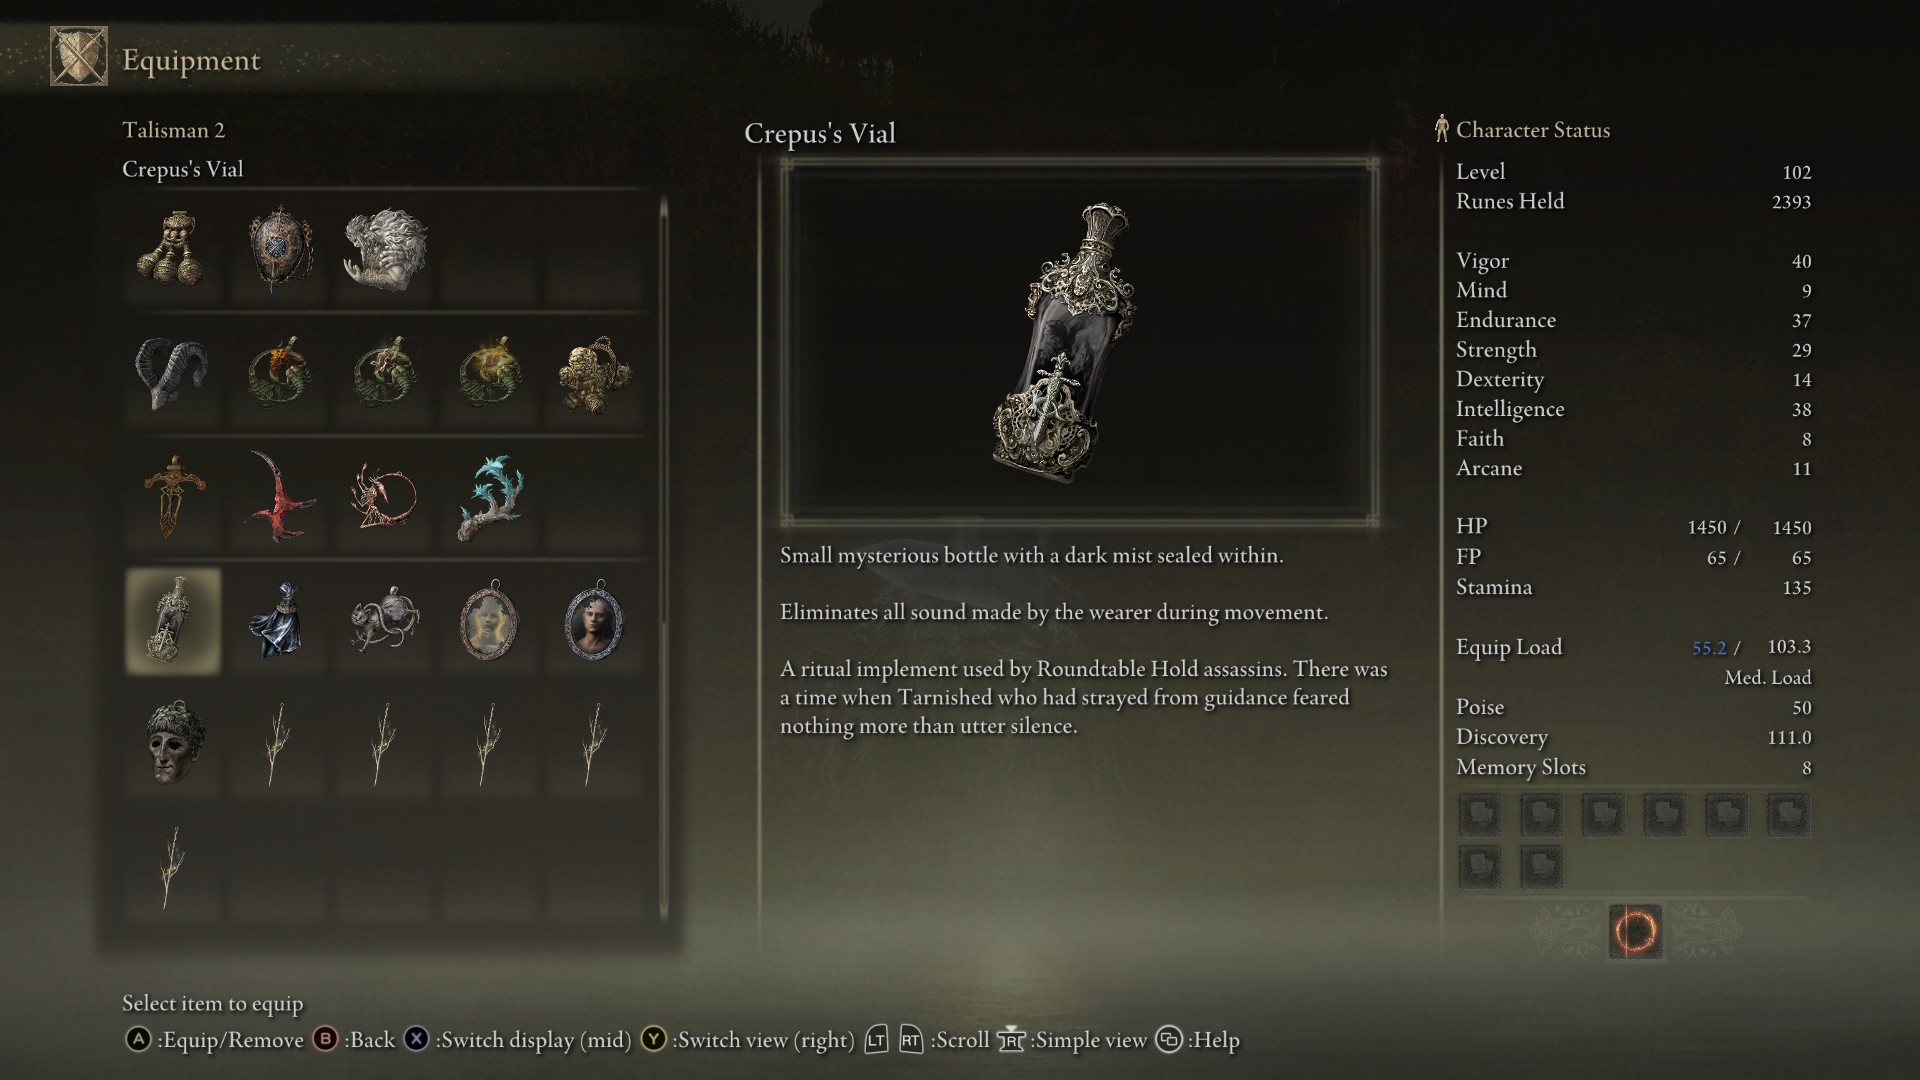 Equipment
Talisman 2
Crepus's Vial
Crepus's Vial
Small mysterious bottle with a dark mist sealed within.
Eliminates all sound made by the wearer during movement.
A ritual implement used by Roundtable Hold assassins. There was
a time when Tarnished who had strayed from guidance feared
nothing more than utter silence.
Character Status
Level 102
Runes Held 2393
Vigor 40
Mind 9
Endurance 37
Strength 29
Dexterity 14
Intelligence 38
Faith 8
Arcane 11
HP 1450 / 1450
FP 65 / 65
Stamina 135
Equip Load 55.2 / 103.3
Med. Load
Poise 50
Discovery 111.0
Memory Slots 8
Select item to equip
A :Equip/Remove B :Back X :Switch display (mid) Y :Switch view (right) LT RT :Scroll R :Simple view :Help